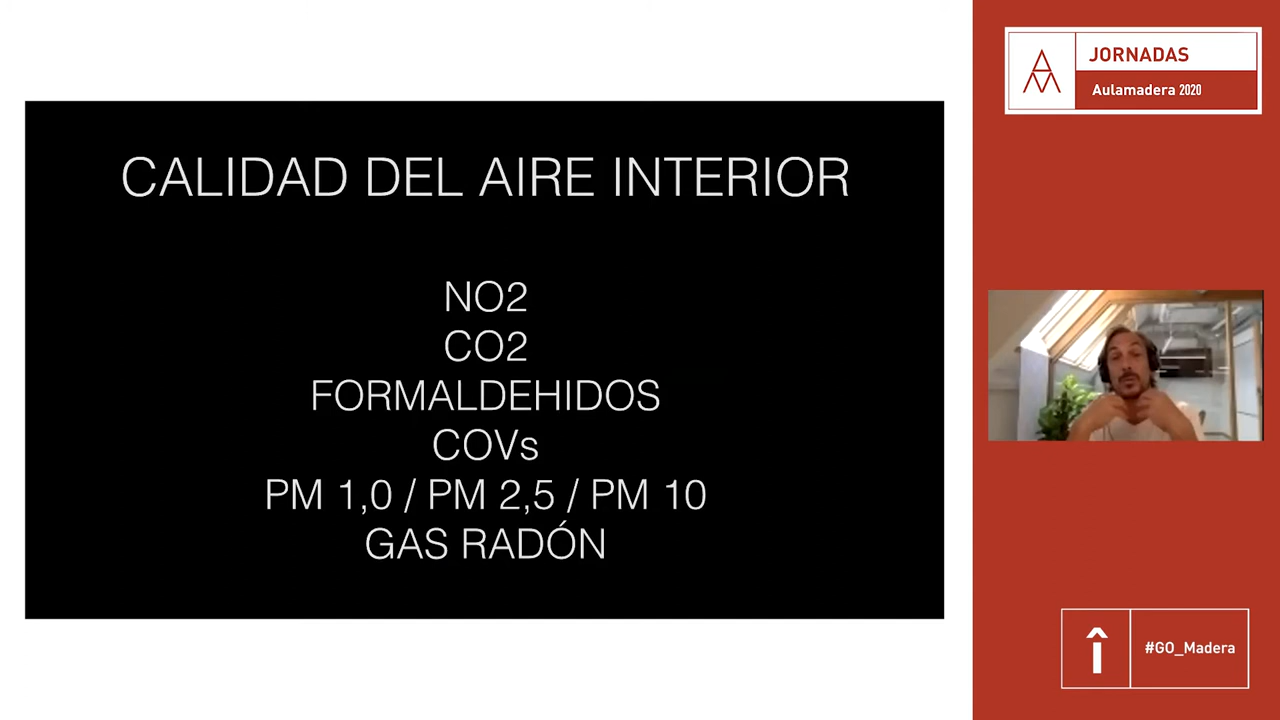 CALIDAD DEL AIRE INTERIOR
NO2
CO2
FORMALDEHIDOS
COVs
PM 1,0 / PM 2,5 / PM 10
GAS RADÓN
JORNADAS
Aulamadera 2020
#GO_Madera